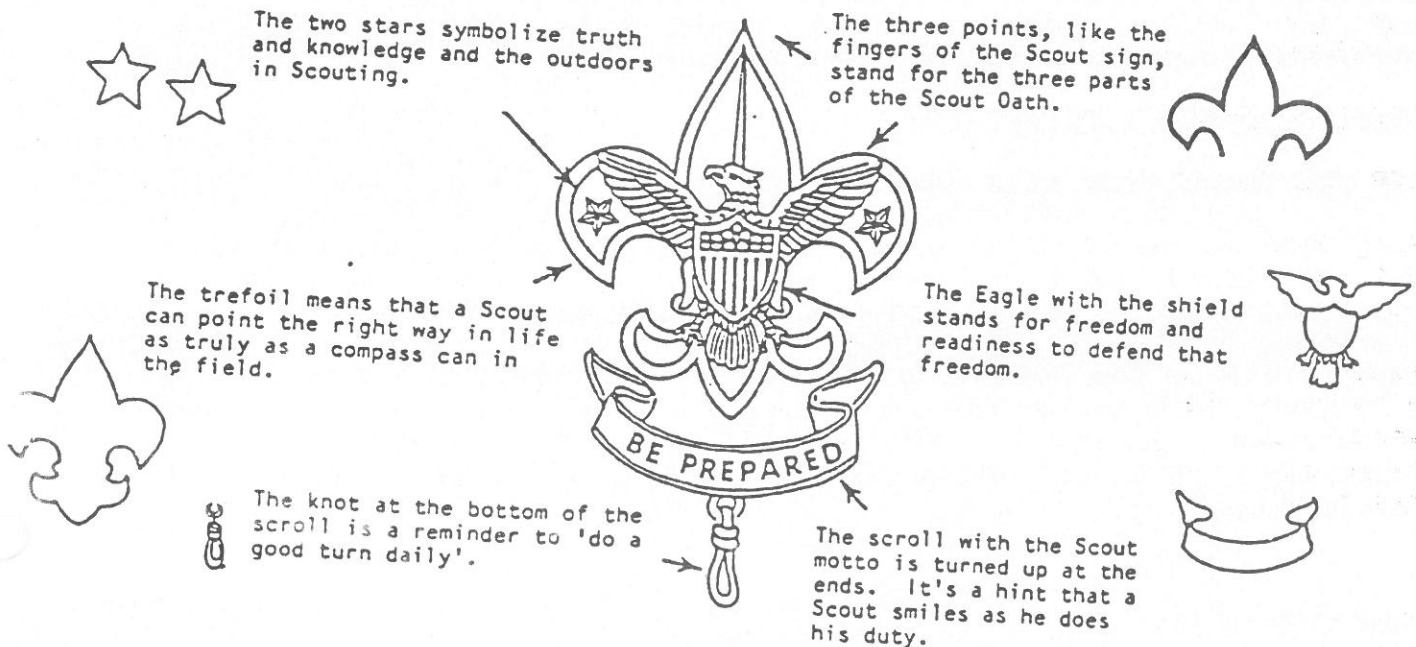 The two stars symbolize truth
and knowledge and the outdoors
in Scouting.
The three points, like the
fingers of the Scout sign,
stand for the three parts
of the Scout Oath.
The trefoil means that a Scout
can point the right way in life
as truly as a compass can in
the field.
The Eagle with the shield
stands for freedom and
readiness to defend that
freedom.
BE PREPARED
The knot at the bottom of the
scroll is a reminder to 'do a
good turn daily'.
The scroll with the Scout
motto is turned up at the
ends. It's a hint that a
Scout smiles as he does
his duty.